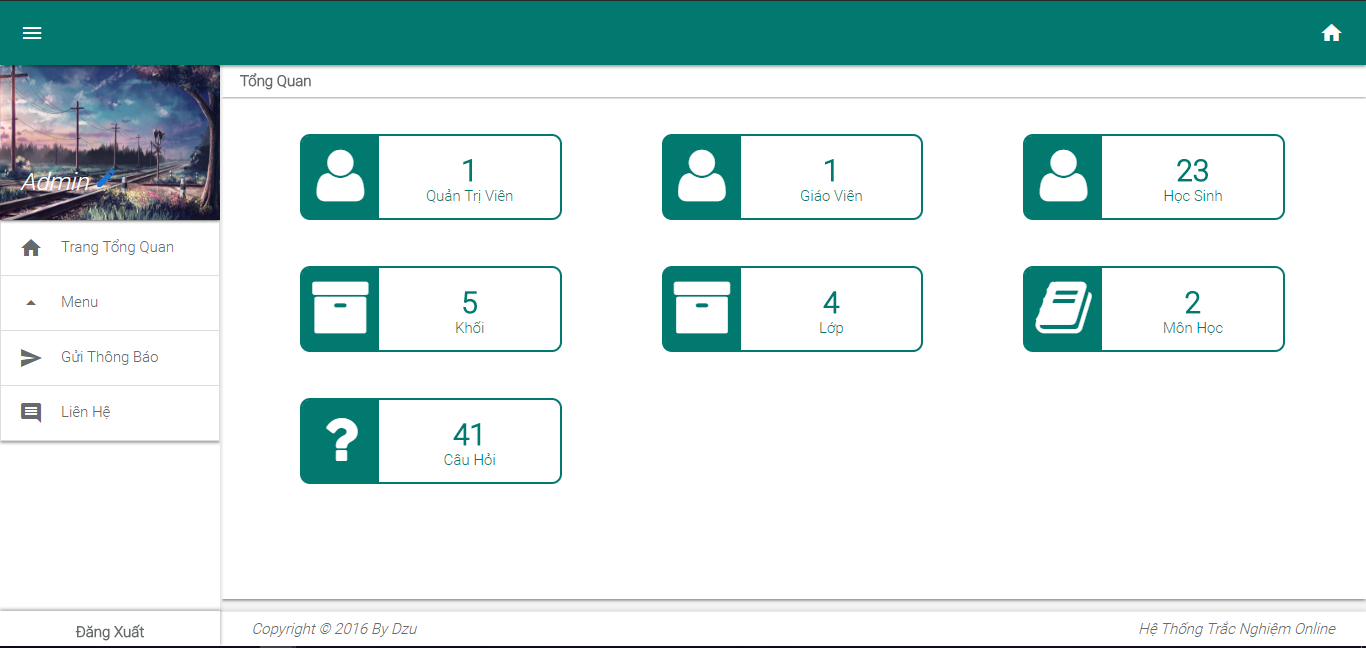 Tổng Quan
Admin
Trang Tổng Quan
Menu
Gửi Thông Báo
Liên Hệ
Đăng Xuất
1
Quản Trị Viên
1
Giáo Viên
23
Học Sinh
5
Khối
4
Lớp
2
Môn Học
41
Câu Hỏi
Copyright © 2016 By Dzu
Hệ Thống Trắc Nghiệm Online